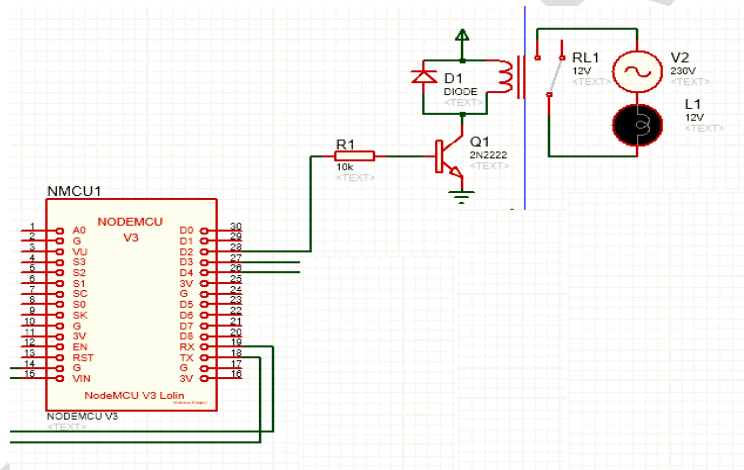 D1
DIODE
<TEXT>
RL1
12V
<TEXT>
V2
230V
<TEXT>
L1
12V
<TEXT>
R1
10k
<TEXT>
Q1
2N2222
<TEXT>
NMCU1
NODEMCU
V3
1 A0
2 G
3 VU
4 S3
5 S2
6 S1
7 SC
8 S0
9 SK
10 G
11 3V
12 EN
13 RST
14 G
15 VIN
D0 30
D1 29
D2 28
D3 27
D4 26
3V 25
G 24
D5 23
D6 22
D7 21
D8 20
RX 19
TX 18
G 17
3V 16
NodeMCU V3 Lolin
NODEMCU V3
<TEXT>